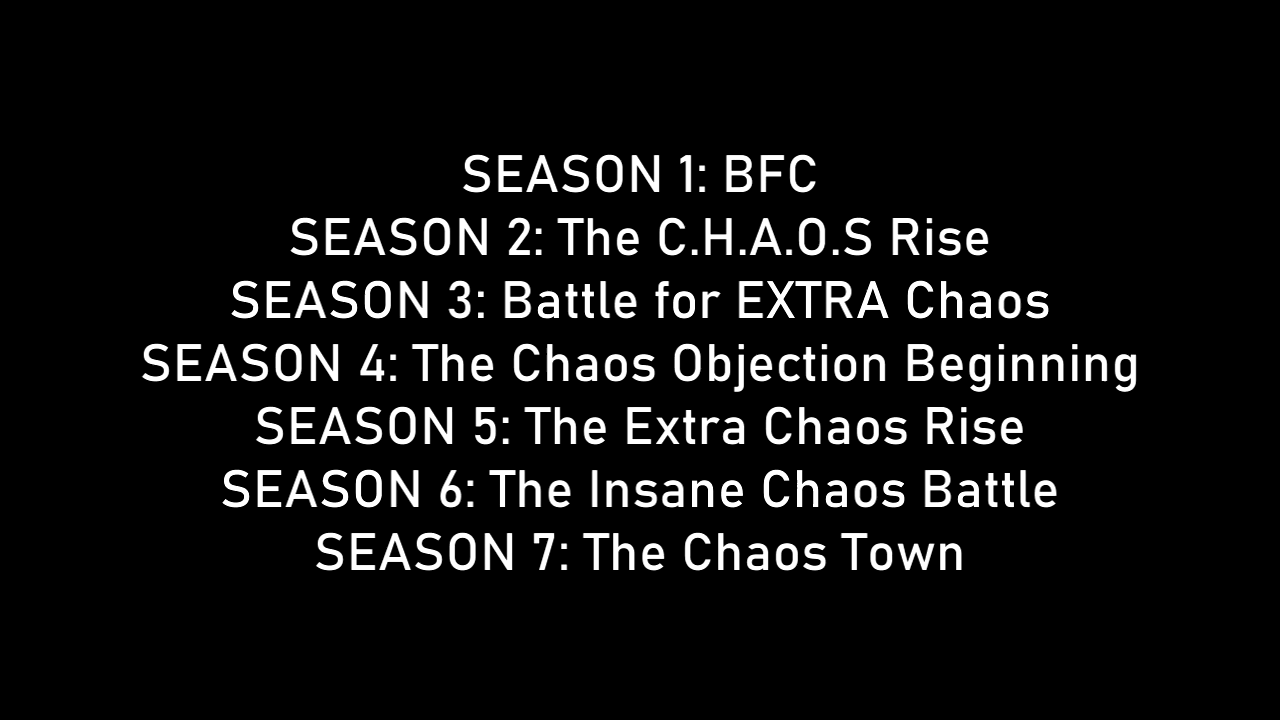 SEASON 1: BFC
SEASON 2: The C.H.A.O.S Rise
SEASON 3: Battle for EXTRA Chaos
SEASON 4: The Chaos Objection Beginning
SEASON 5: The Extra Chaos Rise
SEASON 6: The Insane Chaos Battle
SEASON 7: The Chaos Town